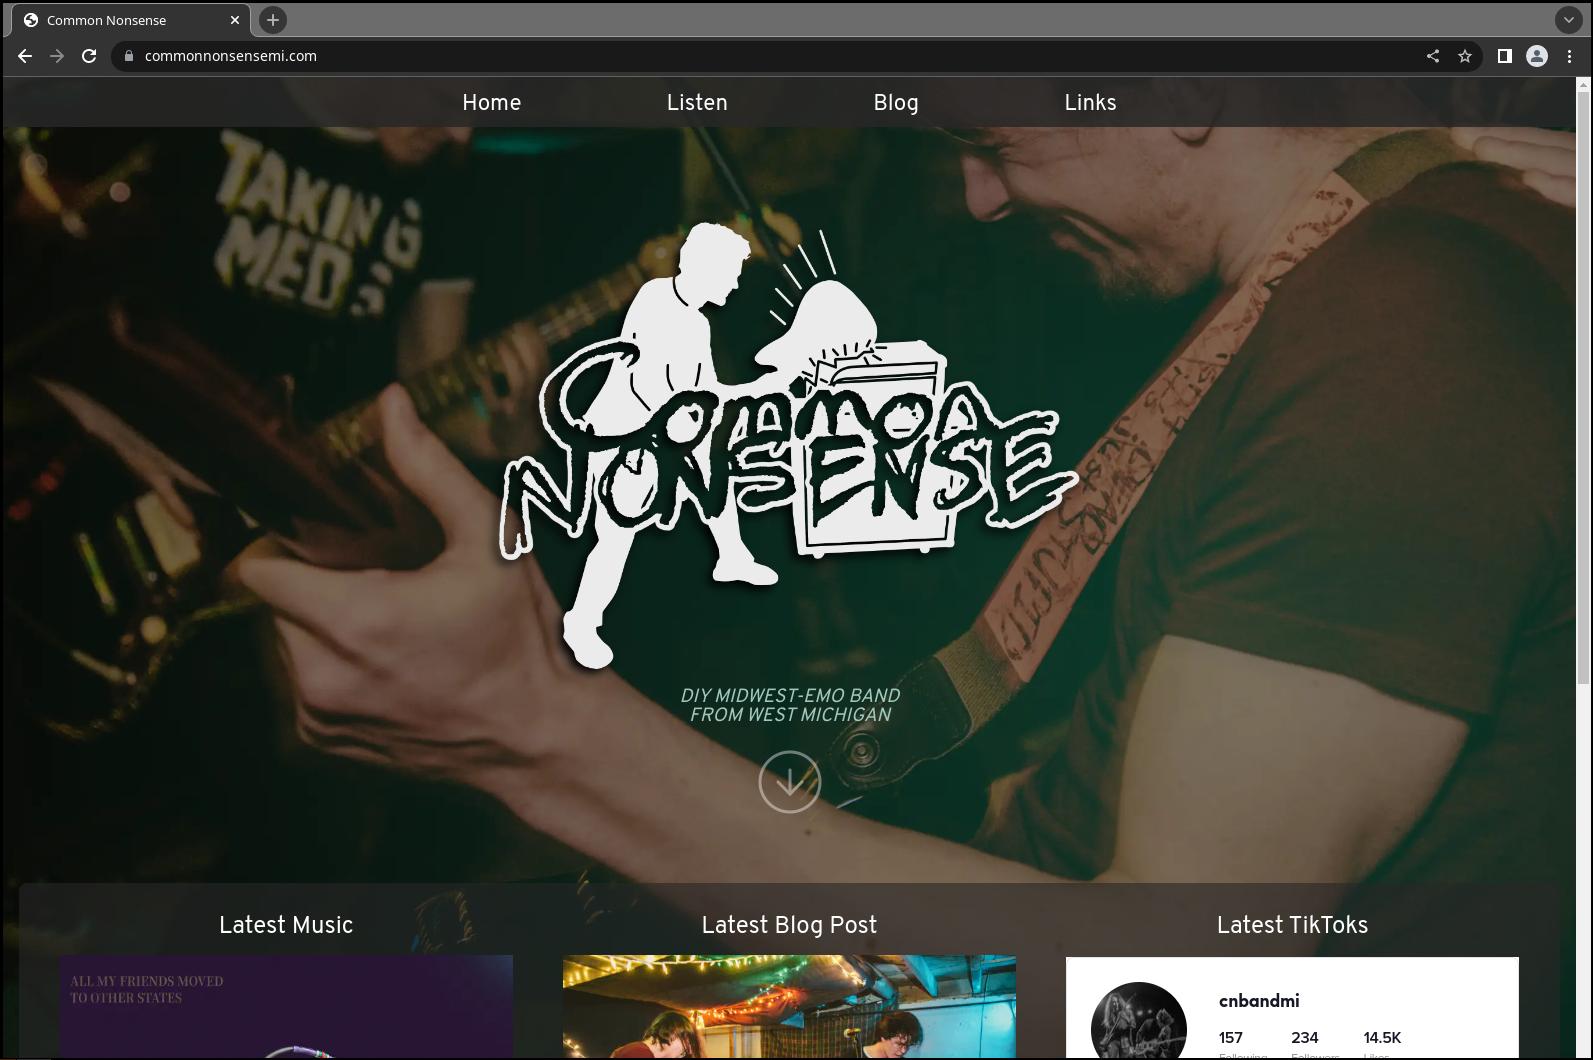 Common Nonsense
commonnonsensemi.com
Home Listen Blog Links
TAKING
MEDS
COMMON
NONSENSE
DIY MIDWEST-EMO BAND
FROM WEST MICHIGAN
Latest Music
Latest Blog Post
Latest TikToks
ALL MY FRIENDS MOVED
TO OTHER STATES
cnbandmi
157 234 14.5K
Following Followers Likes